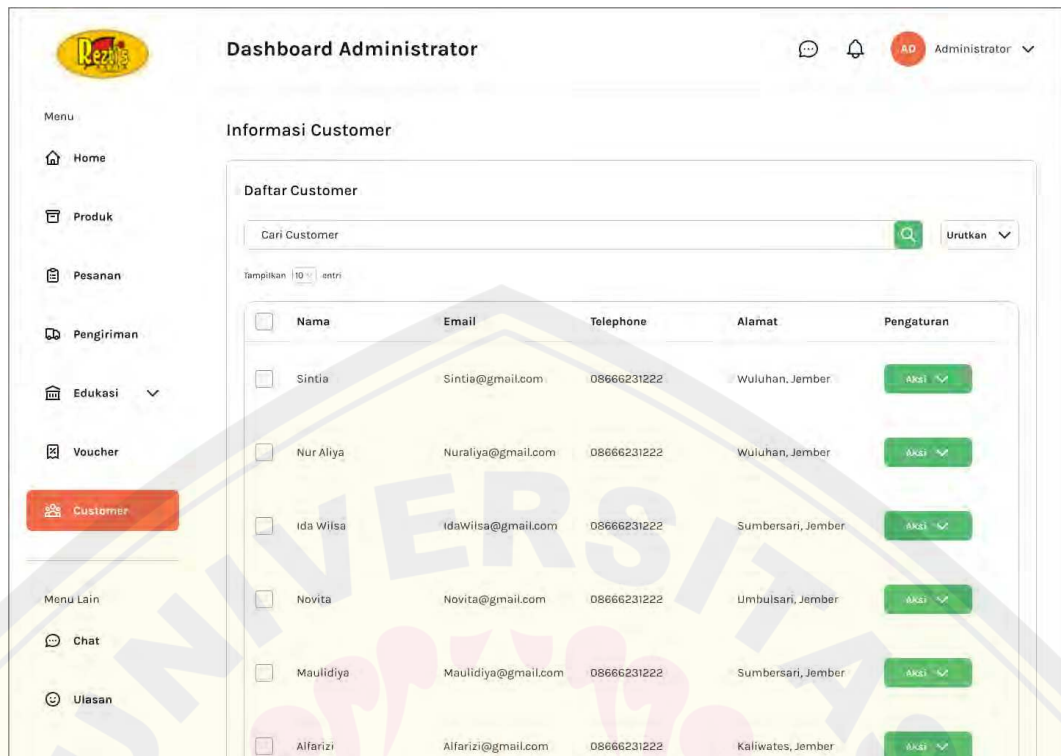 Rezti's
Dashboard Administrator
AD
Administrator
Menu
Home
Produk
Pesanan
Pengiriman
Edukasi
Voucher
Customer
Menu Lain
Chat
Ulasan
Informasi Customer
Daftar Customer
Cari Customer
Urutkan
Tampilkan 10 entri
Nama Email Telephone Alamat Pengaturan
Sintia Sintia@gmail.com 08666231222 Wuluhan, Jember Aksi
Nur Aliya Nuraliya@gmail.com 08666231222 Wuluhan, Jember Aksi
Ida Wilsa IdaWilsa@gmail.com 08666231222 Sumbersari, Jember Aksi
Novita Novita@gmail.com 08666231222 Umbulsari, Jember Aksi
Maulidiya Maulidiya@gmail.com 08666231222 Sumbersari, Jember Aksi
Alfarizi Alfarizi@gmail.com 08666231222 Kaliwates, Jember Aksi
UNIVERSITAS